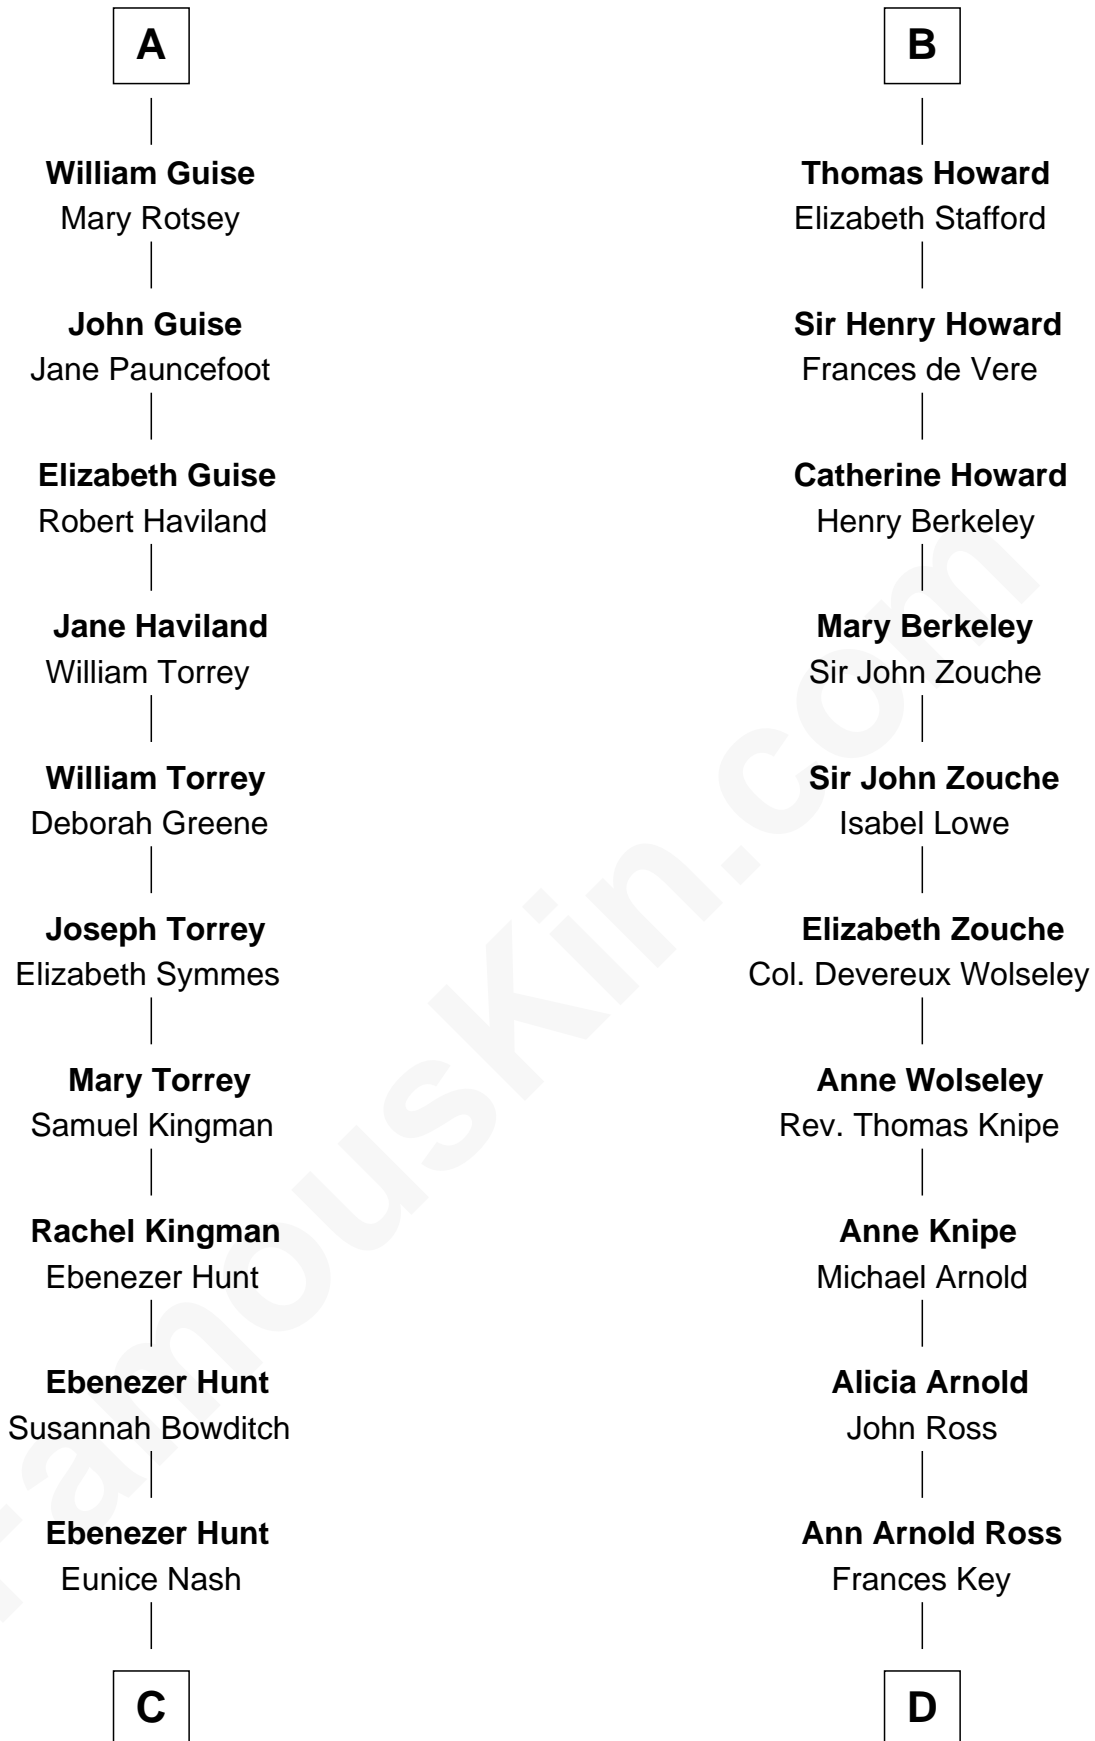 A
William Guise
Mary Rotsey
John Guise
Jane Pauncefoot
Elizabeth Guise
Robert Haviland
Jane Haviland
William Torrey
William Torrey
Deborah Greene
Joseph Torrey
Elizabeth Symmes
Mary Torrey
Samuel Kingman
Rachel Kingman
Ebenezer Hunt
Ebenezer Hunt
Susannah Bowditch
Ebenezer Hunt
Eunice Nash
C
B
Thomas Howard
Elizabeth Stafford
Sir Henry Howard
Frances de Vere
Catherine Howard
Henry Berkeley
Mary Berkeley
Sir John Zouche
Sir John Zouche
Isabel Lowe
Elizabeth Zouche
Col. Devereux Wolseley
Anne Wolseley
Rev. Thomas Knipe
Anne Knipe
Michael Arnold
Alicia Arnold
John Ross
Ann Arnold Ross
Frances Key
D
FamousKin.com